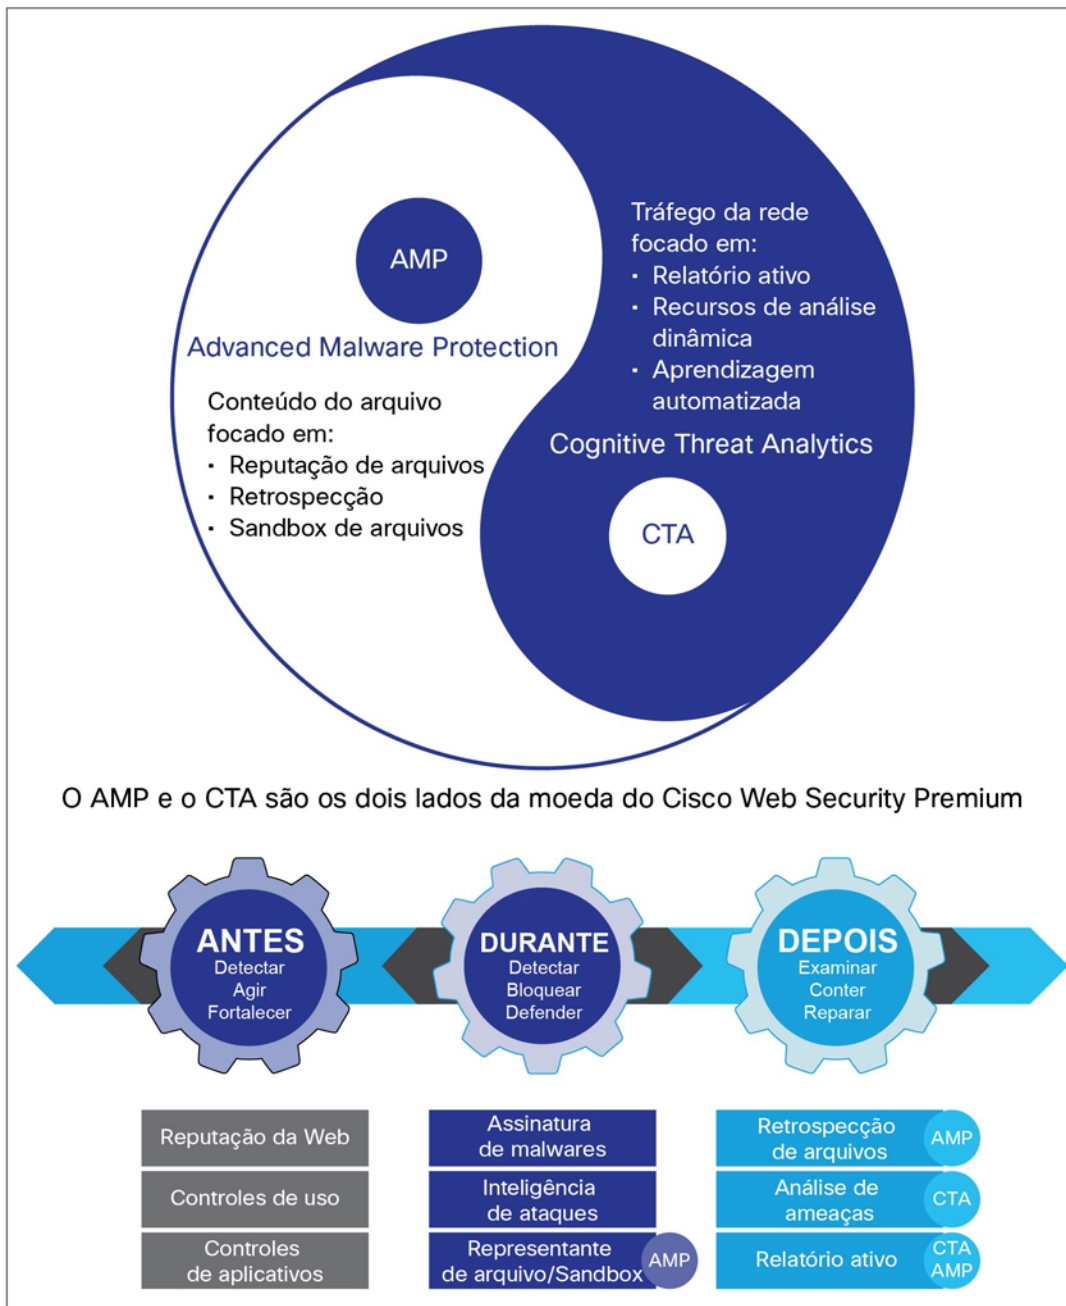 AMP
Advanced Malware Protection
Conteúdo do arquivo
focado em:
· Reputação de arquivos
· Retrospecção
· Sandbox de arquivos
Tráfego da rede
focado em:
· Relatório ativo
· Recursos de análise
dinâmica
· Aprendizagem
automatizada
Cognitive Threat Analytics
CTA
O AMP e o CTA são os dois lados da moeda do Cisco Web Security Premium
ANTES
Detectar
Agir
Fortalecer
DURANTE
Detectar
Bloquear
Defender
DEPOIS
Examinar
Conter
Reparar
Reputação da Web
Controles de uso
Controles
de aplicativos
Assinatura
de malwares
Inteligência
de ataques
Representante
de arquivo/Sandbox
AMP
Retrospecção
de arquivos
AMP
Análise de
ameaças
CTA
Relatório ativo
CTA
AMP